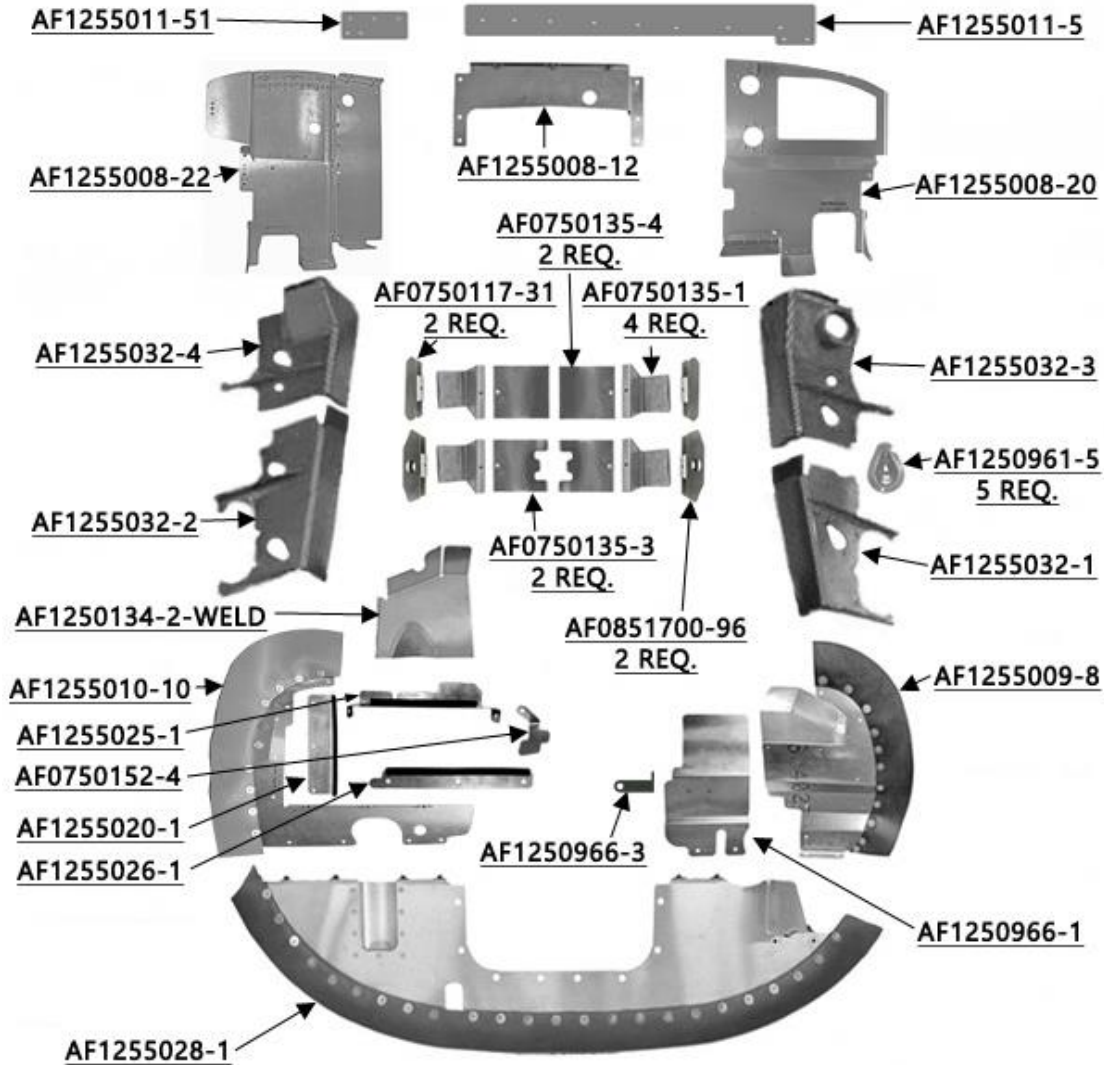 AF1255011-51
AF1255011-5
AF1255008-22
AF1255008-12
AF1255008-20
AF0750135-4
2 REQ.
AF0750117-31
2 REQ.
AF0750135-1
4 REQ.
AF1255032-4
AF1255032-3
AF1250961-5
5 REQ.
AF1255032-2
AF0750135-3
2 REQ.
AF1255032-1
AF1250134-2-WELD
AF0851700-96
2 REQ.
AF1255010-10
AF1255009-8
AF1255025-1
AF0750152-4
AF1255020-1
AF1250966-3
AF1255026-1
AF1250966-1
AF1255028-1